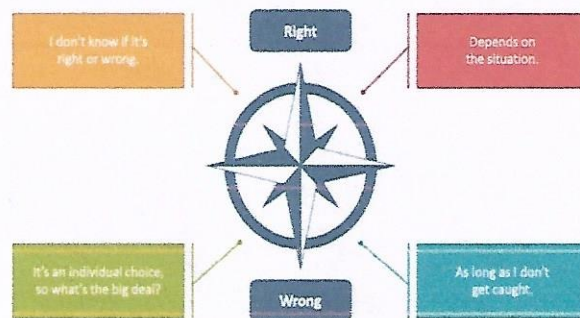 I don't know if it's
right or wrong.
Right
Depends on
the situation.
It's an individual choice,
so what's the big deal?
Wrong
As long as I don't
get caught.